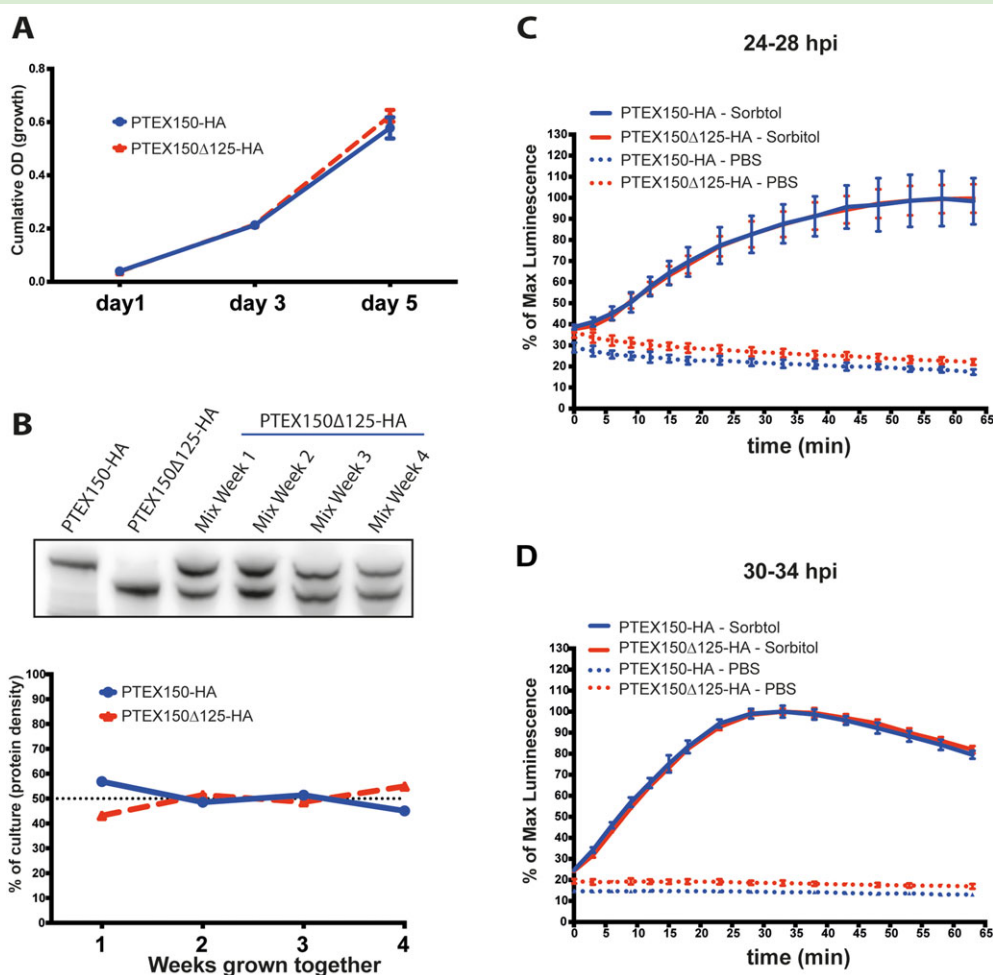 A
0.8
0.6
0.4
0.2
0.0
Cumlative OD (growth)
PTEX150-HA
PTEX150Δ125-HA
day1
day 3
day 5
B
PTEX150Δ125-HA
PTEX150-HA
PTEX150Δ125-HA
Mix Week 1
Mix Week 2
Mix Week 3
Mix Week 4
100
90
80
70
60
50
40
30
20
10
0
% of culture (protein density)
PTEX150-HA
PTEX150Δ125-HA
1
2
3
4
Weeks grown together
C
24-28 hpi
PTEX150-HA - Sorbtol
PTEX150Δ125-HA - Sorbitol
PTEX150-HA - PBS
PTEX150Δ125-HA - PBS
130
120
110
100
90
80
70
60
50
40
30
20
10
0
% of Max Luminescence
0 5 10 15 20 25 30 35 40 45 50 55 60 65
time (min)
D
30-34 hpi
PTEX150-HA - Sorbtol
PTEX150Δ125-HA - Sorbitol
PTEX150-HA - PBS
PTEX150Δ125-HA - PBS
130
120
110
100
90
80
70
60
50
40
30
20
10
0
% of Max Luminescence
0 5 10 15 20 25 30 35 40 45 50 55 60 65
time (min)